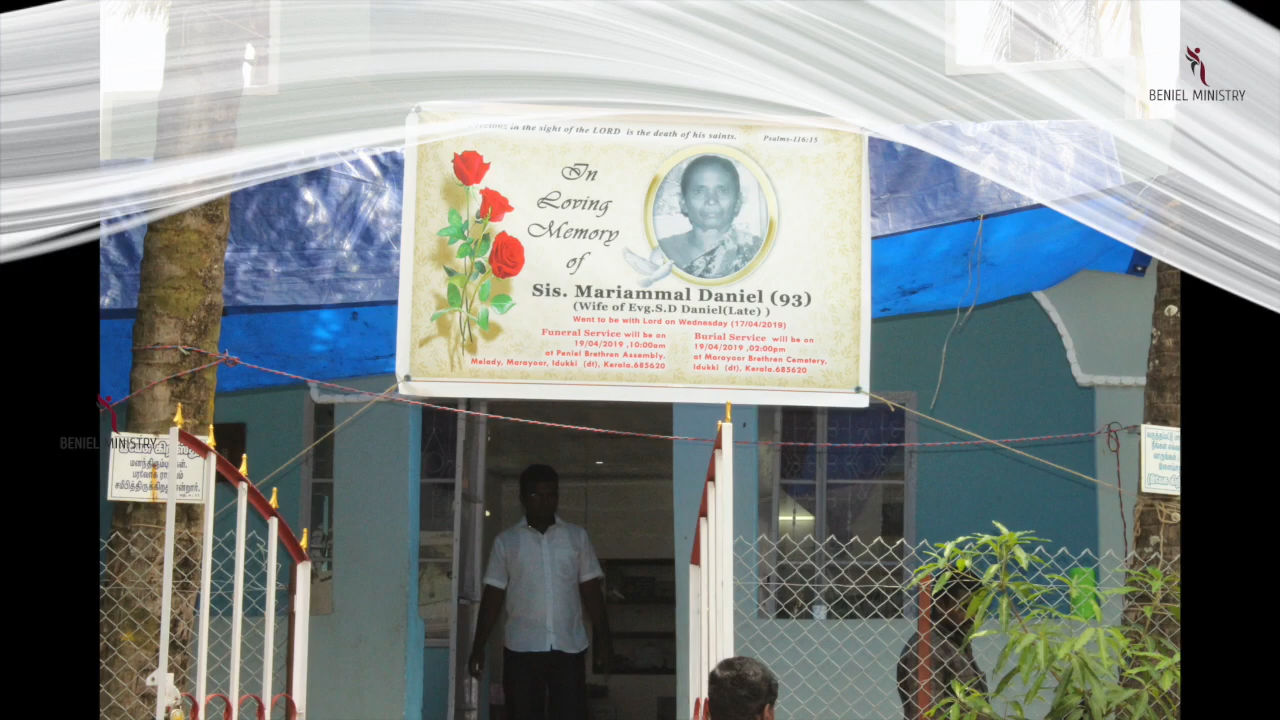 BENIEL MINISTRY
in the sight of the LORD is the death of his saints. Psalms-116:15
In
Loving
Memory
of
Sis. Mariammal Daniel (93)
(Wife of Evg.S.D Daniel(Late) )
Went to be with Lord on Wednesday (17/04/2019)
Funeral Service will be on
19/04/2019 ,10:00am
at Peniel Brethren Assembly.
Melady, Marayoor, Idukki (dt), Kerala.685620
Burial Service will be on
19/04/2019 ,02:00pm
at Marayoor Brethren Cemetery,
Idukki (dt), Kerala.685620
BENIEL MINISTRY